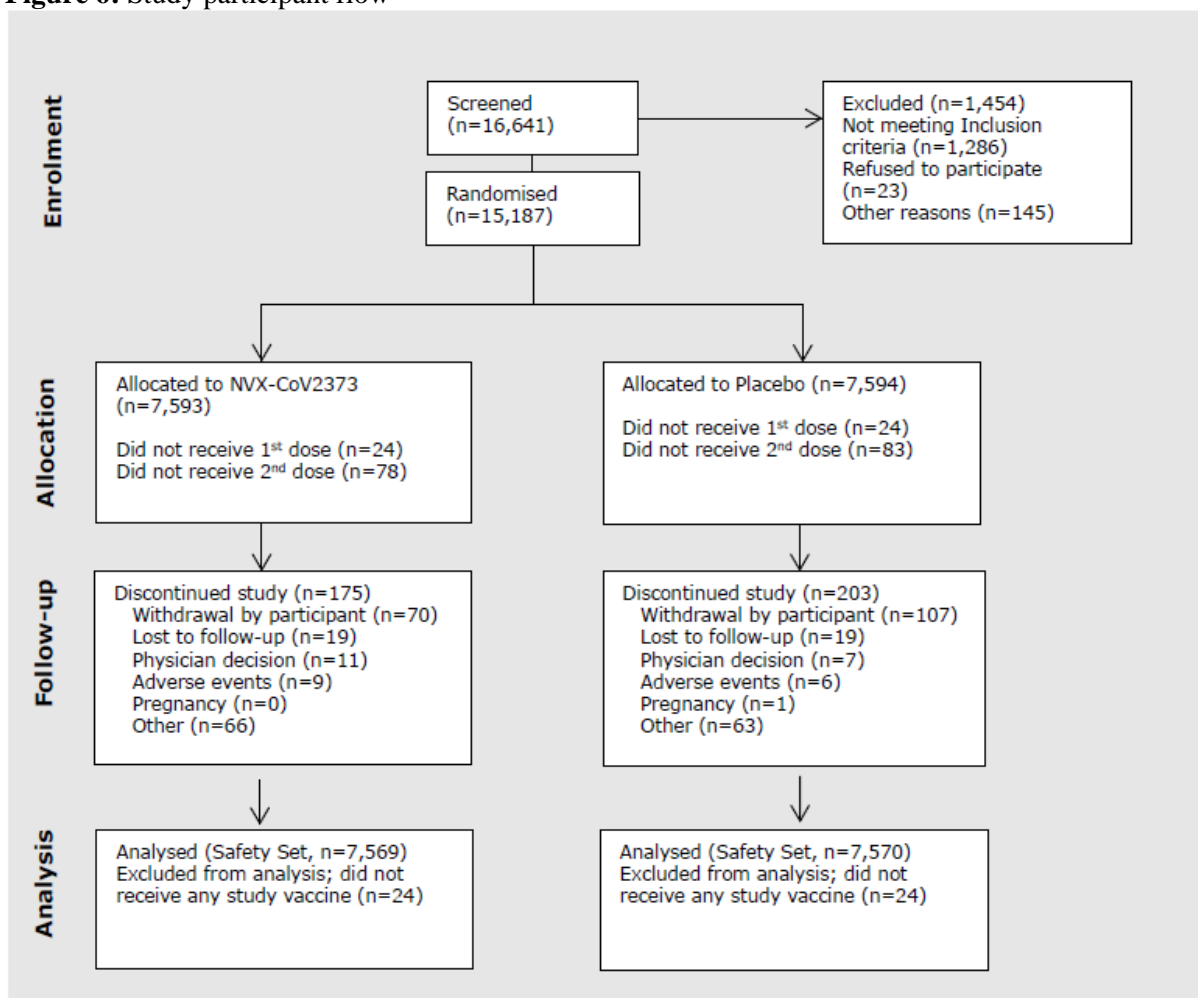 Figure 6: Study participant flow
Enrolment
Screened
(n=16,641)
Excluded (n=1,454)
Not meeting Inclusion
criteria (n=1,286)
Refused to participate
(n=23)
Other reasons (n=145)
Randomised
(n=15,187)
Allocation
Allocated to NVX-CoV2373
(n=7,593)
Did not receive 1st dose (n=24)
Did not receive 2nd dose (n=78)
Allocated to Placebo (n=7,594)
Did not receive 1st dose (n=24)
Did not receive 2nd dose (n=83)
Follow-up
Discontinued study (n=175)
Withdrawal by participant (n=70)
Lost to follow-up (n=19)
Physician decision (n=11)
Adverse events (n=9)
Pregnancy (n=0)
Other (n=66)
Discontinued study (n=203)
Withdrawal by participant (n=107)
Lost to follow-up (n=19)
Physician decision (n=7)
Adverse events (n=6)
Pregnancy (n=1)
Other (n=63)
Analysis
Analysed (Safety Set, n=7,569)
Excluded from analysis; did not
receive any study vaccine (n=24)
Analysed (Safety Set, n=7,570)
Excluded from analysis; did not
receive any study vaccine (n=24)